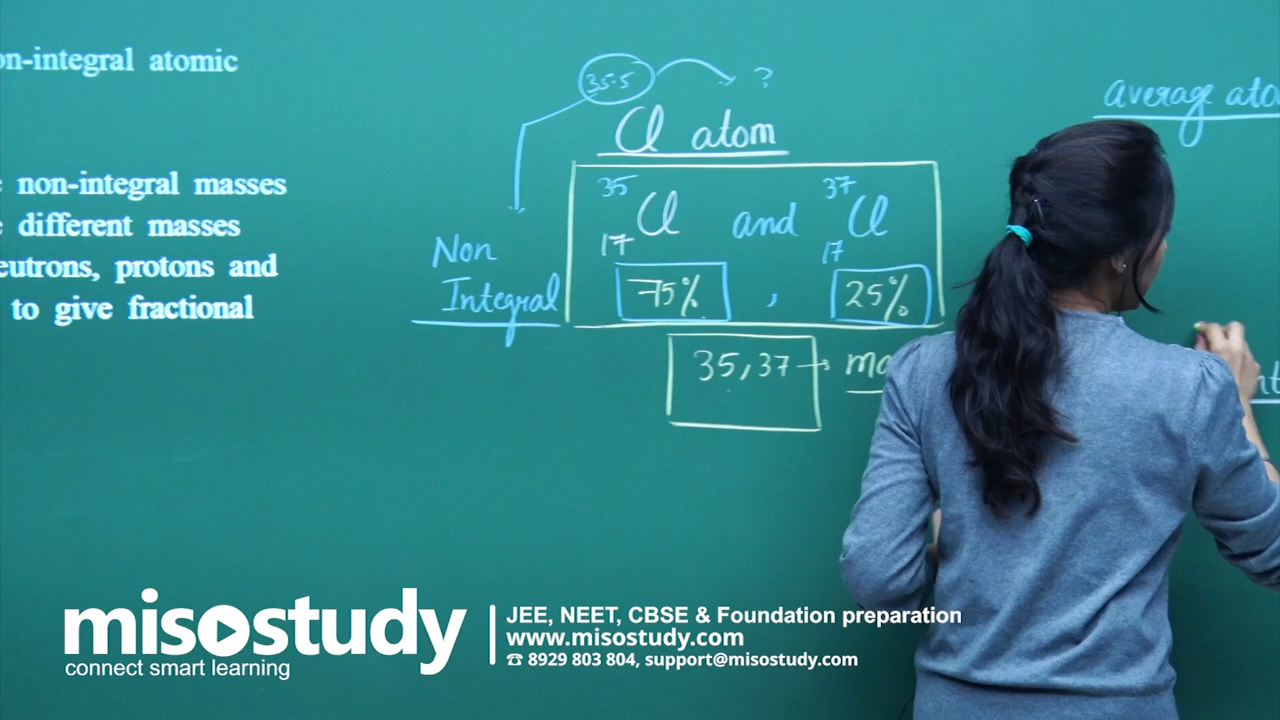 on-integral atomic
e non-integral masses
e different masses
eutrons, protons and
to give fractional
35.5 ?
Cl atom
35 Cl 17 and 37 Cl 17
75% , 25%
Non
Integral
35, 37 → ma
average ato
nt
misostudy
connect smart learning
JEE, NEET, CBSE & Foundation preparation
www.misostudy.com
☎ 8929 803 804, support@misostudy.com